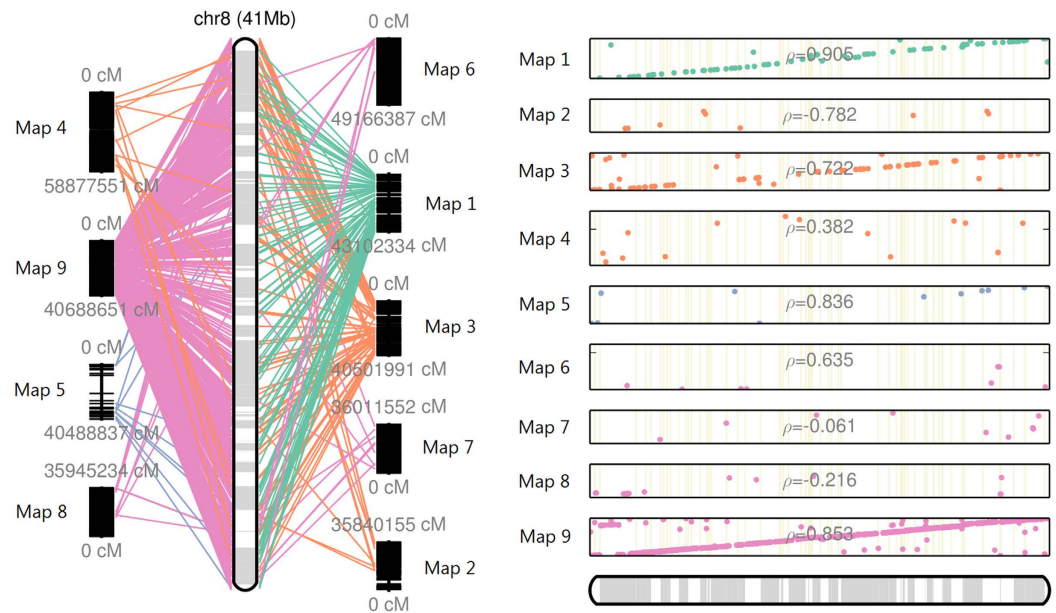 chr8 (41Mb)
0 cM
Map 6
49166387 cM
0 cM
Map 4
58877551 cM
0 cM
Map 1
43102334 cM
0 cM
Map 9
40688651 cM
0 cM
Map 3
40501991 cM
0 cM
Map 5
40488837 cM
36011552 cM
Map 7
0 cM
35945234 cM
Map 8
0 cM
35840155 cM
Map 2
0 cM
Map 1
ρ=0.905
Map 2
ρ=-0.782
Map 3
ρ=0.722
Map 4
ρ=0.382
Map 5
ρ=0.836
Map 6
ρ=0.635
Map 7
ρ=-0.061
Map 8
ρ=-0.216
Map 9
ρ=0.853